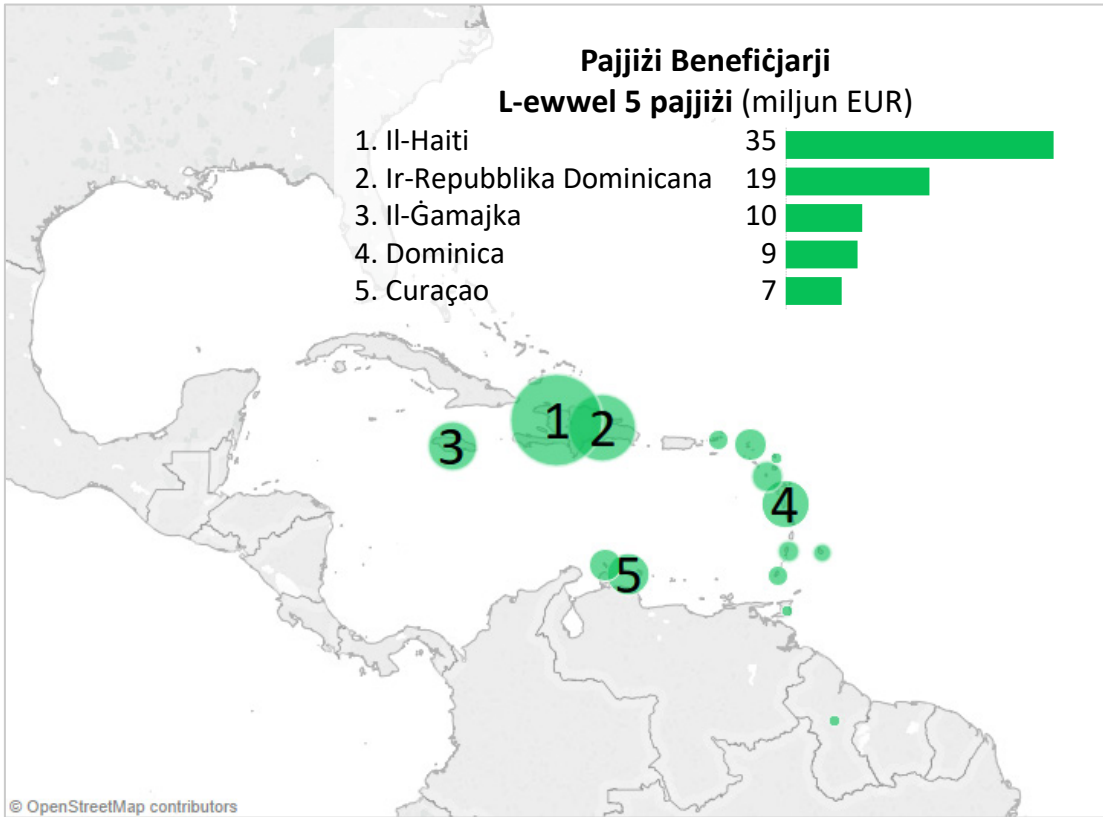 Pajjiżi Benefiċjarji
L-ewwel 5 pajjiżi (miljun EUR)
1. Il-Haiti 35
2. Ir-Repubblika Dominicana 19
3. Il-Ġamajka 10
4. Dominica 9
5. Curaçao 7
1
2
3
4
5
© OpenStreetMap contributors